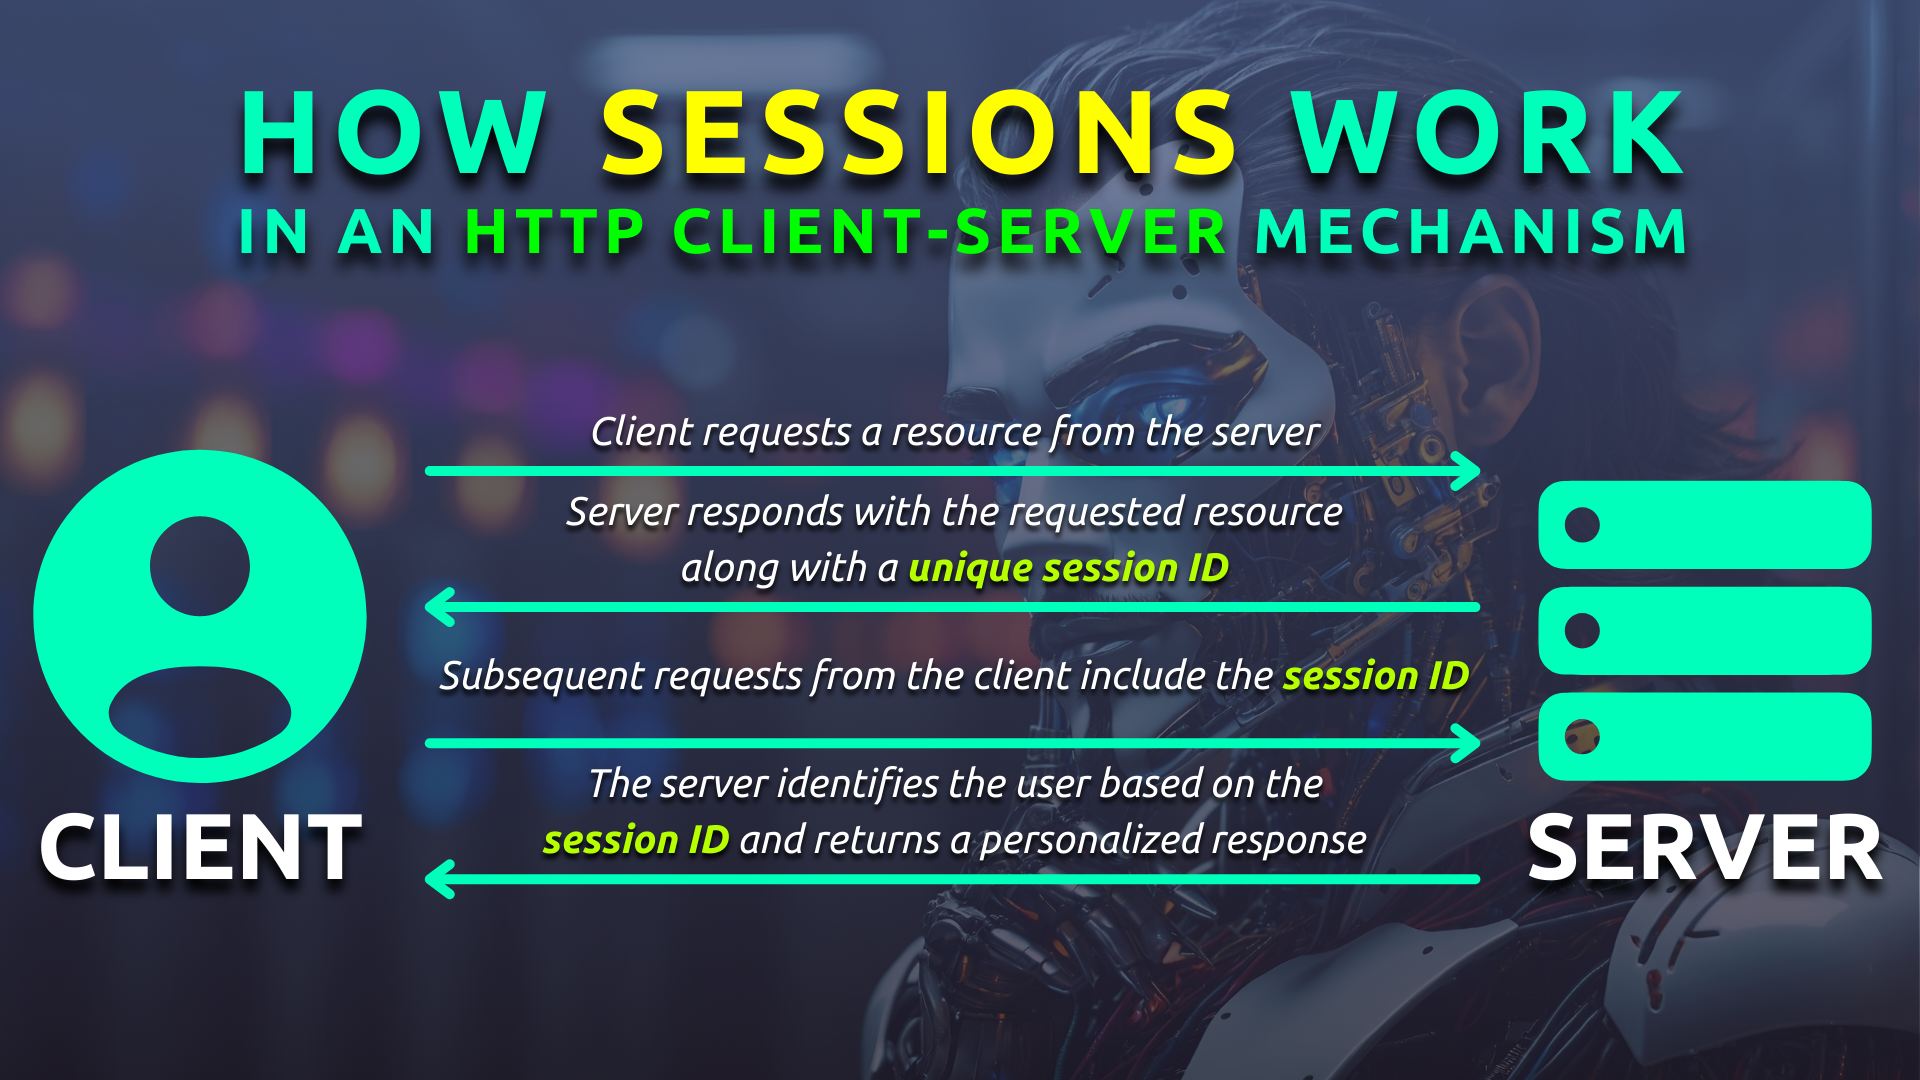 HOW SESSIONS WORK
IN AN HTTP CLIENT-SERVER MECHANISM
Client requests a resource from the server
Server responds with the requested resource
along with a unique session ID
Subsequent requests from the client include the session ID
The server identifies the user based on the
session ID and returns a personalized response
CLIENT
SERVER